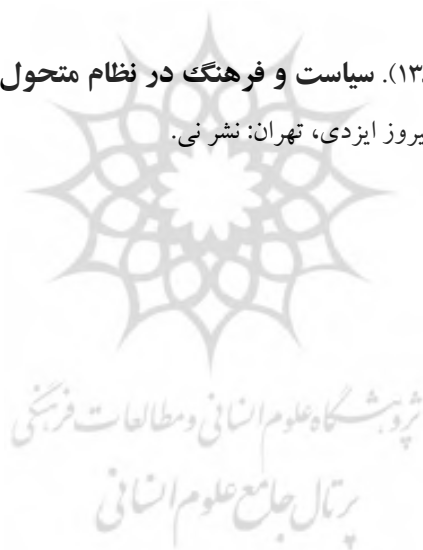 ۱۳). سیاست و فرهنگ در نظام متحول
یروز ایزدی، تهران: نشر نی.
پژوهشگاه علوم انسانی و مطالعات فرهنگی
پرتال جامع علوم انسانی